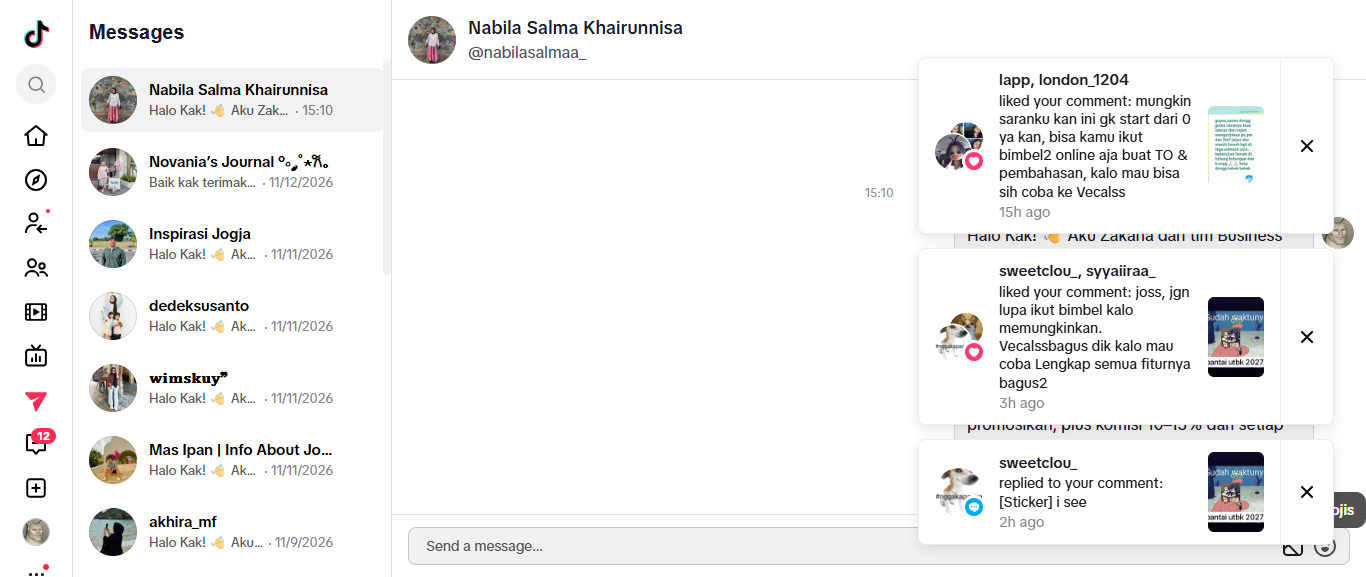 Messages
Nabila Salma Khairunnisa
Halo Kak! 👋 Aku Zak... · 15:10
Novania’s Journal
Baik kak terimak... · 11/12/2026
Inspirasi Jogja
Halo Kak! 👋 Ak... · 11/11/2026
dedeksusanto
Halo Kak! 👋 Ak... · 11/11/2026
𝖜𝖎𝖒𝖘𝖐𝖚𝖞❞
Halo Kak! 👋 Ak... · 11/11/2026
Mas Ipan | Info About Jo...
Halo Kak! 👋 Ak... · 11/11/2026
akhira_mf
Halo Kak! 👋 Aku... · 11/9/2026
12
Nabila Salma Khairunnisa
@nabilasalmaa_
15:10
Halo Kak! 👋 Aku Zakaria dari tim Business
promosikan, plus komisi 10–15% dari setiap
Send a message...
ojis
lapp, london_1204
liked your comment: mungkin
saranku kan ini gk start dari 0
ya kan, bisa kamu ikut
bimbel2 online aja buat TO &
pembahasan, kalo mau bisa
sih coba ke Vecalss
15h ago
sweetclou_, syyaiiraa_
liked your comment: joss, jgn
lupa ikut bimbel kalo
memungkinkan.
Vecalssbagus dik kalo mau
coba Lengkap semua fiturnya
bagus2
3h ago
Sudah waktuny
pantai utbk 2027
sweetclou_
replied to your comment:
[Sticker] i see
2h ago
Sudah waktuny
pantai utbk 2027